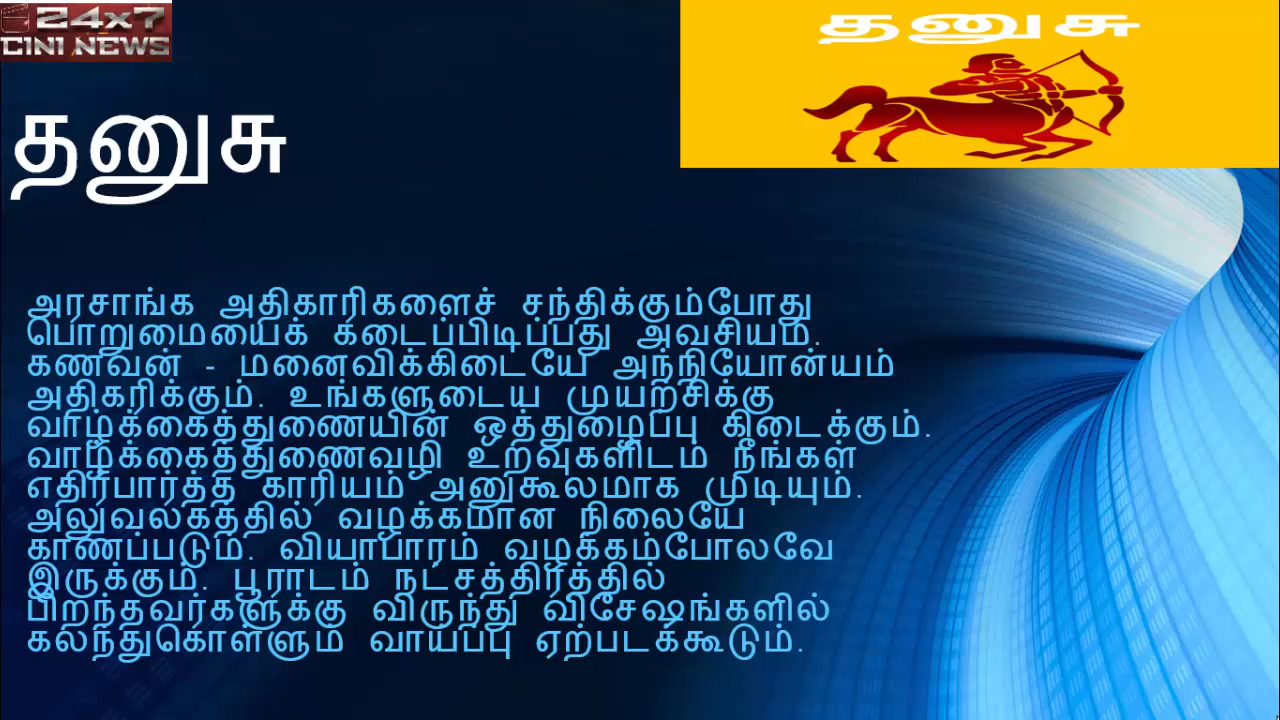 24x7
CINI NEWS
தனுசு
தனுசு
அரசாங்க அதிகாரிகளைச் சந்திக்கும்போது
பொறுமையைக் கடைப்பிடிப்பது அவசியம்.
கணவன் - மனைவிக்கிடையே அந்நியோன்யம்
அதிகரிக்கும். உங்களுடைய முயற்சிக்கு
வாழ்க்கைத்துணையின் ஒத்துழைப்பு கிடைக்கும்.
வாழ்க்கைத்துணைவழி உறவுகளிடம் நீங்கள்
எதிர்பார்த்த காரியம் அனுகூலமாக முடியும்.
அலுவலகத்தில் வழக்கமான நிலையே
காணப்படும். வியாபாரம் வழக்கம்போலவே
இருக்கும். பூராடம் நட்சத்திரத்தில்
பிறந்தவர்களுக்கு விருந்து விசேஷங்களில்
கலந்துகொள்ளும் வாய்ப்பு ஏற்படக்கூடும்.